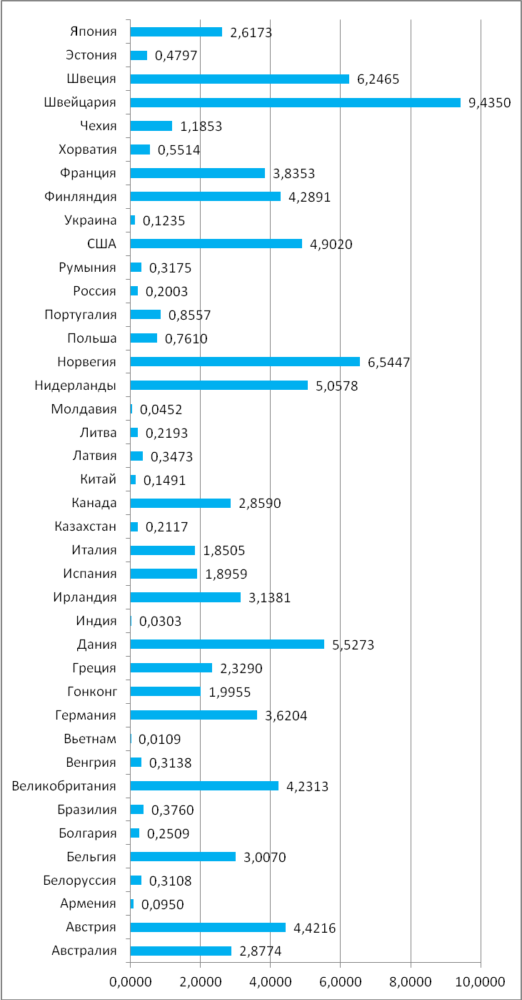 Япония 2,6173
Эстония 0,4797
Швеция 6,2465
Швейцария 9,4350
Чехия 1,1853
Хорватия 0,5514
Франция 3,8353
Финляндия 4,2891
Украина 0,1235
США 4,9020
Румыния 0,3175
Россия 0,2003
Португалия 0,8557
Польша 0,7610
Норвегия 6,5447
Нидерланды 5,0578
Молдавия 0,0452
Литва 0,2193
Латвия 0,3473
Китай 0,1491
Канада 2,8590
Казахстан 0,2117
Италия 1,8505
Испания 1,8959
Ирландия 3,1381
Индия 0,0303
Дания 5,5273
Греция 2,3290
Гонконг 1,9955
Германия 3,6204
Вьетнам 0,0109
Венгрия 0,3138
Великобритания 4,2313
Бразилия 0,3760
Болгария 0,2509
Бельгия 3,0070
Белоруссия 0,3108
Армения 0,0950
Австрия 4,4216
Австралия 2,8774
0,0000 2,0000 4,0000 6,0000 8,0000 10,0000